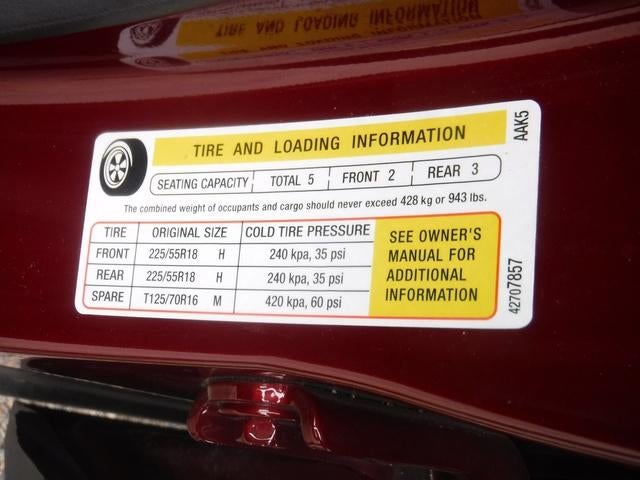 TIRE AND LOADING INFORMATION
SEATING CAPACITY TOTAL 5 FRONT 2 REAR 3
The combined weight of occupants and cargo should never exceed 428 kg or 943 lbs.
TIRE ORIGINAL SIZE COLD TIRE PRESSURE
FRONT 225/55R18 H 240 kpa, 35 psi
REAR 225/55R18 H 240 kpa, 35 psi
SPARE T125/70R16 M 420 kpa, 60 psi
SEE OWNER'S
MANUAL FOR
ADDITIONAL
INFORMATION
AAK5
42707857